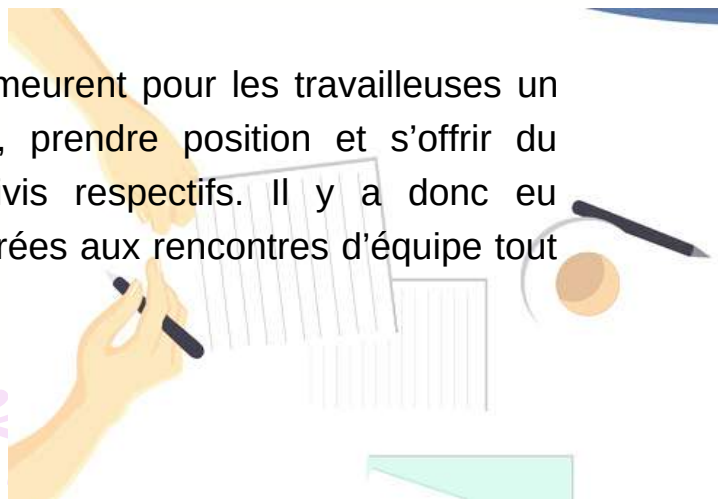 meurent pour les travailleuses un
, prendre position et s’offrir du
ivis respectifs. Il y a donc eu
rées aux rencontres d’équipe tout